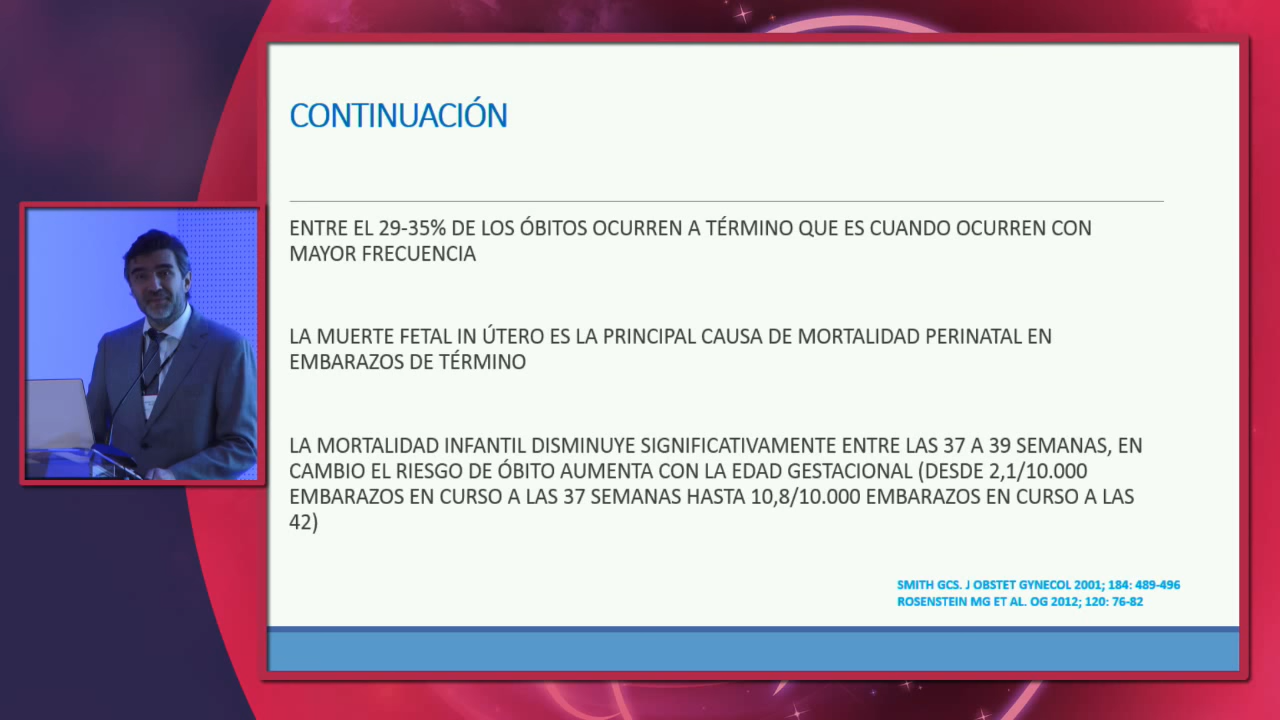 CONTINUACIÓN
ENTRE EL 29-35% DE LOS ÓBITOS OCURREN A TÉRMINO QUE ES CUANDO OCURREN CON
MAYOR FRECUENCIA
LA MUERTE FETAL IN ÚTERO ES LA PRINCIPAL CAUSA DE MORTALIDAD PERINATAL EN
EMBARAZOS DE TÉRMINO
LA MORTALIDAD INFANTIL DISMINUYE SIGNIFICATIVAMENTE ENTRE LAS 37 A 39 SEMANAS, EN
CAMBIO EL RIESGO DE ÓBITO AUMENTA CON LA EDAD GESTACIONAL (DESDE 2,1/10.000
EMBARAZOS EN CURSO A LAS 37 SEMANAS HASTA 10,8/10.000 EMBARAZOS EN CURSO A LAS
42)
SMITH GCS. J OBSTET GYNECOL 2001; 184: 489-496
ROSENSTEIN MG ET AL. OG 2012; 120: 76-82